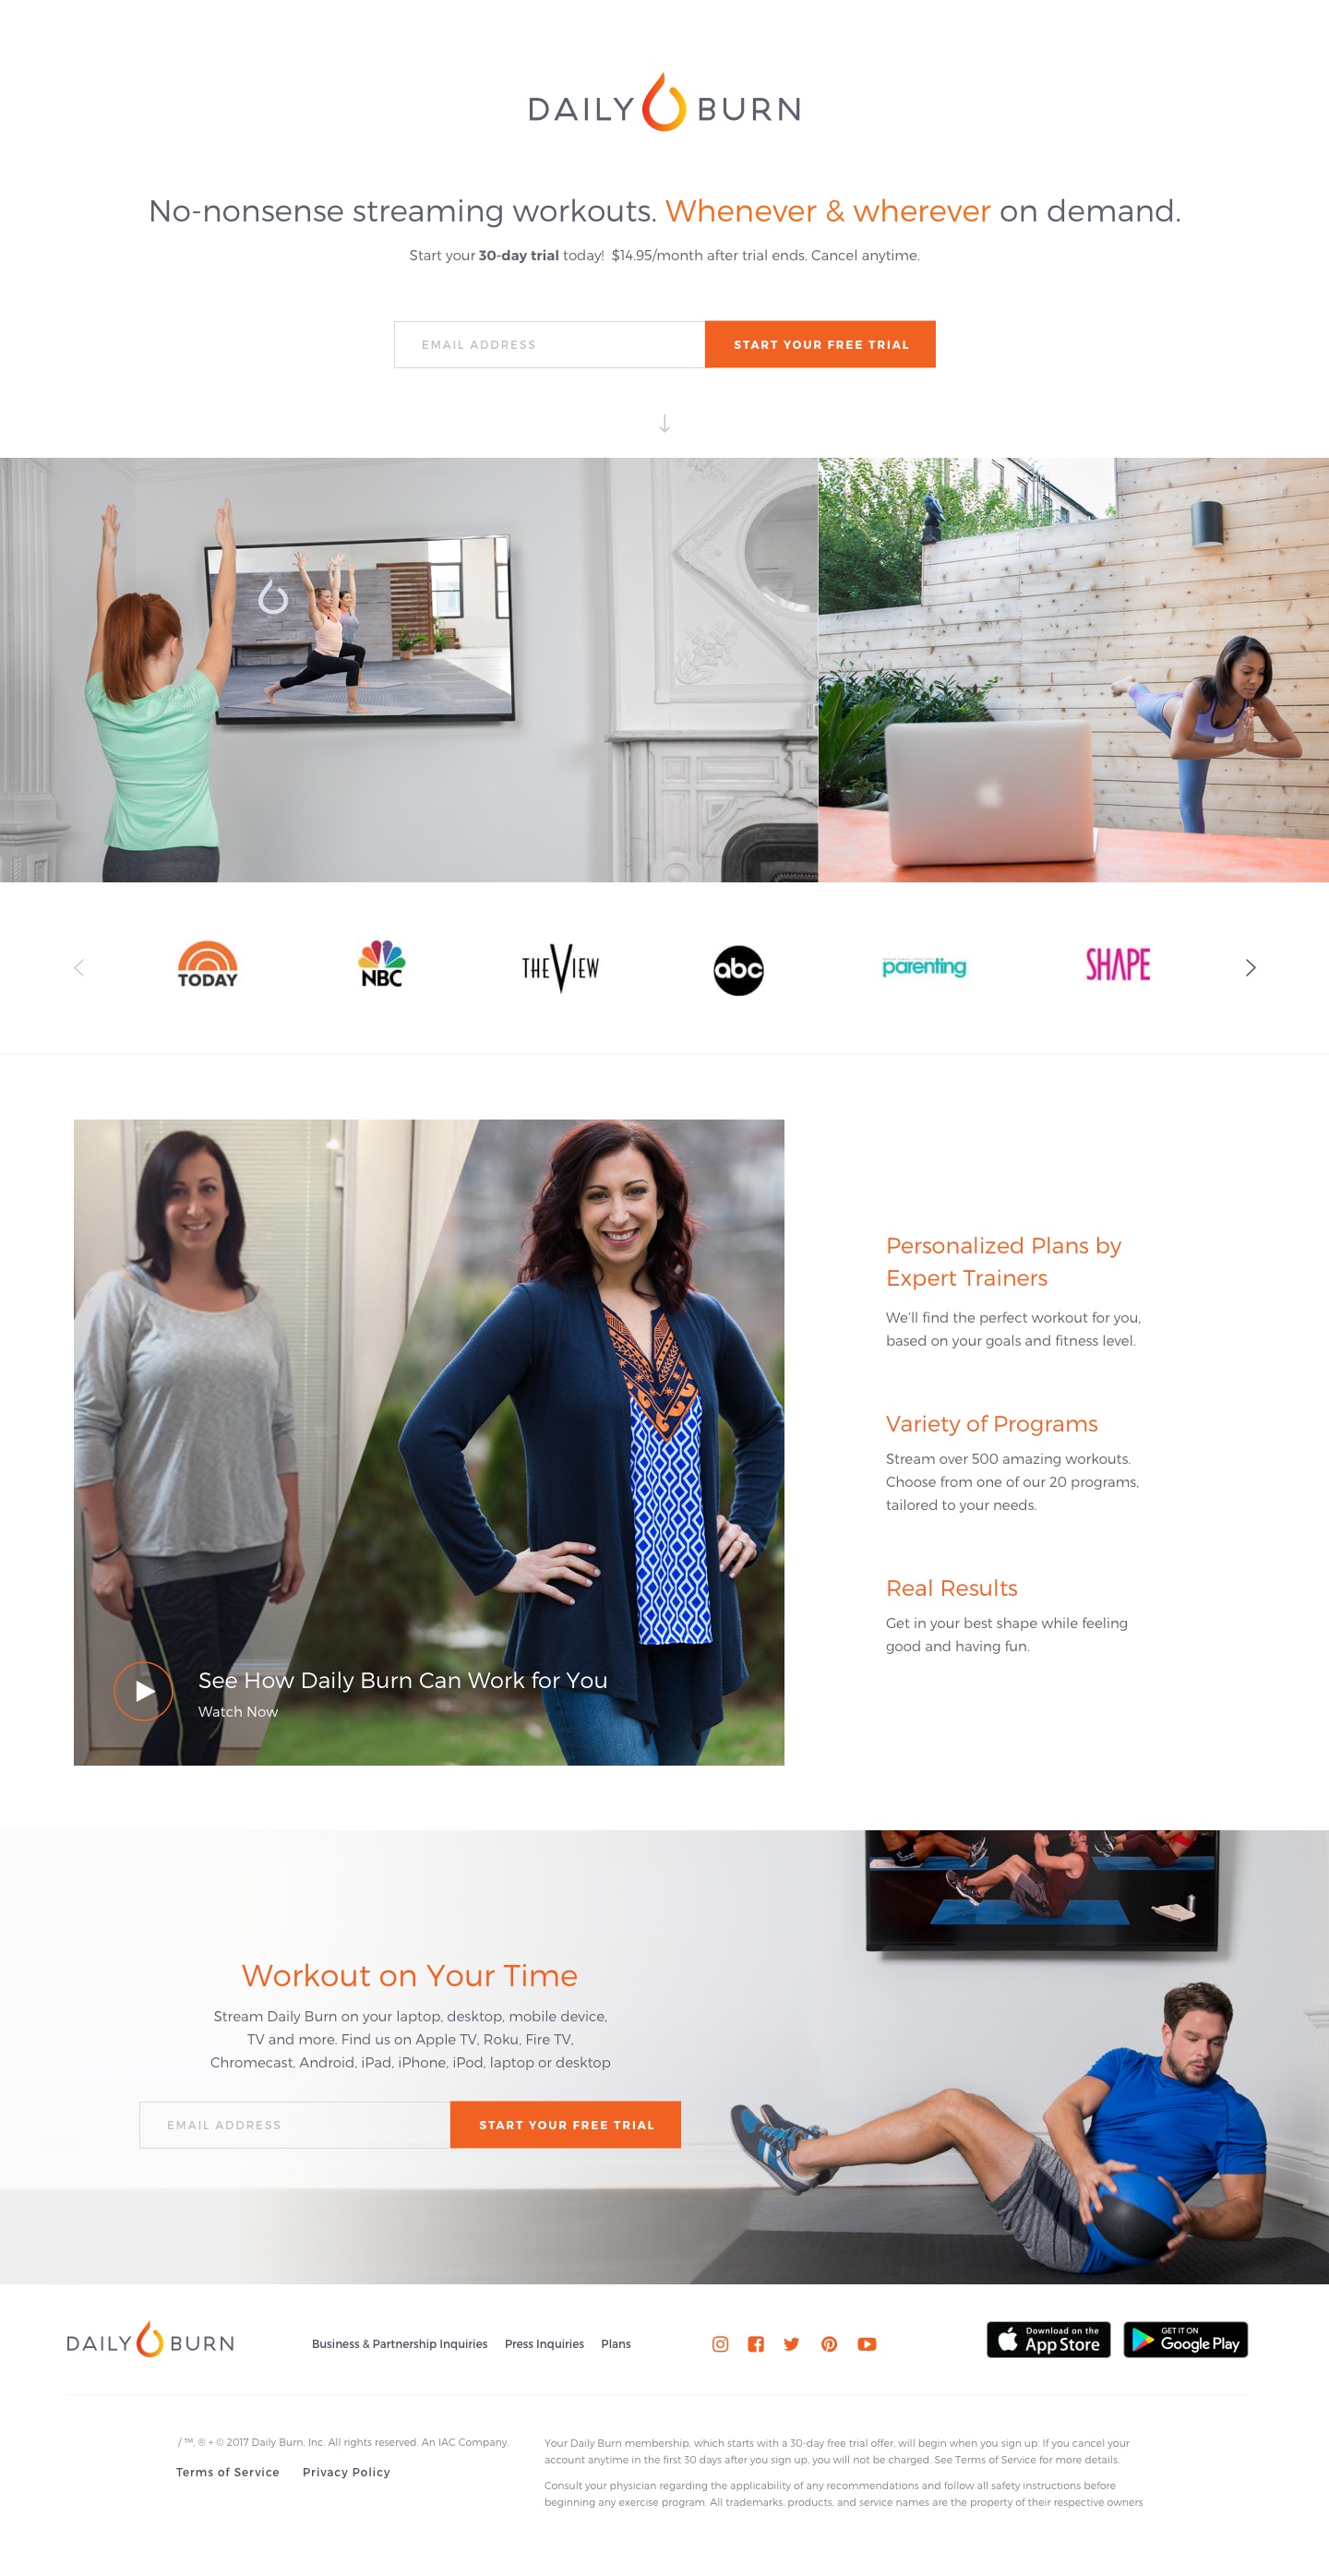 DAILY BURN
No-nonsense streaming workouts. Whenever & wherever on demand.
Start your 30-day trial today! $14.95/month after trial ends. Cancel anytime.
EMAIL ADDRESS
START YOUR FREE TRIAL
TODAY
NBC
THE VIEW
abc
parenting
SHAPE
Personalized Plans by
Expert Trainers
We'll find the perfect workout for you,
based on your goals and fitness level.
Variety of Programs
Stream over 500 amazing workouts.
Choose from one of our 20 programs,
tailored to your needs.
Real Results
Get in your best shape while feeling
good and having fun.
See How Daily Burn Can Work for You
Watch Now
Workout on Your Time
Stream Daily Burn on your laptop, desktop, mobile device,
TV and more. Find us on Apple TV, Roku, Fire TV,
Chromecast, Android, iPad, iPhone, iPod, laptop or desktop
EMAIL ADDRESS
START YOUR FREE TRIAL
DAILY BURN
Business & Partnership Inquiries
Press Inquiries
Plans
Download on the
App Store
GET IT ON
Google Play
/ ™, ® + © 2017 Daily Burn, Inc. All rights reserved. An IAC Company.
Terms of Service
Privacy Policy
Your Daily Burn membership, which starts with a 30-day free trial offer, will begin when you sign up. If you cancel your
account anytime in the first 30 days after you sign up, you will not be charged. See Terms of Service for more details.
Consult your physician regarding the applicability of any recommendations and follow all safety instructions before
beginning any exercise program. All trademarks, products, and service names are the property of their respective owners